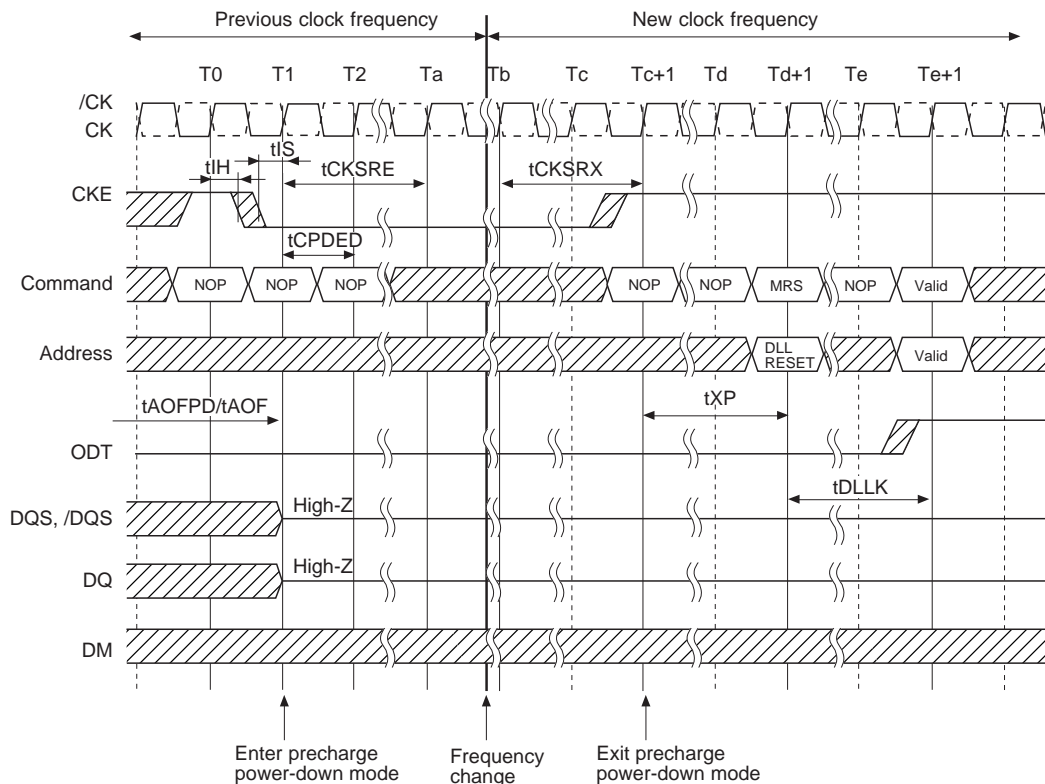 Previous clock frequency New clock frequency
T0 T1 T2 Ta Tb Tc Tc+1 Td Td+1 Te Te+1
/CK
CK
tIS
tIH tCKSRE tCKSRX
CKE
tCPDED
Command NOP NOP NOP NOP NOP MRS NOP Valid
Address DLL RESET Valid
tAOFPD/tAOF tXP
ODT
tDLLK
DQS, /DQS High-Z
DQ High-Z
DM
Enter precharge
power-down mode
Frequency
change
Exit precharge
power-down mode